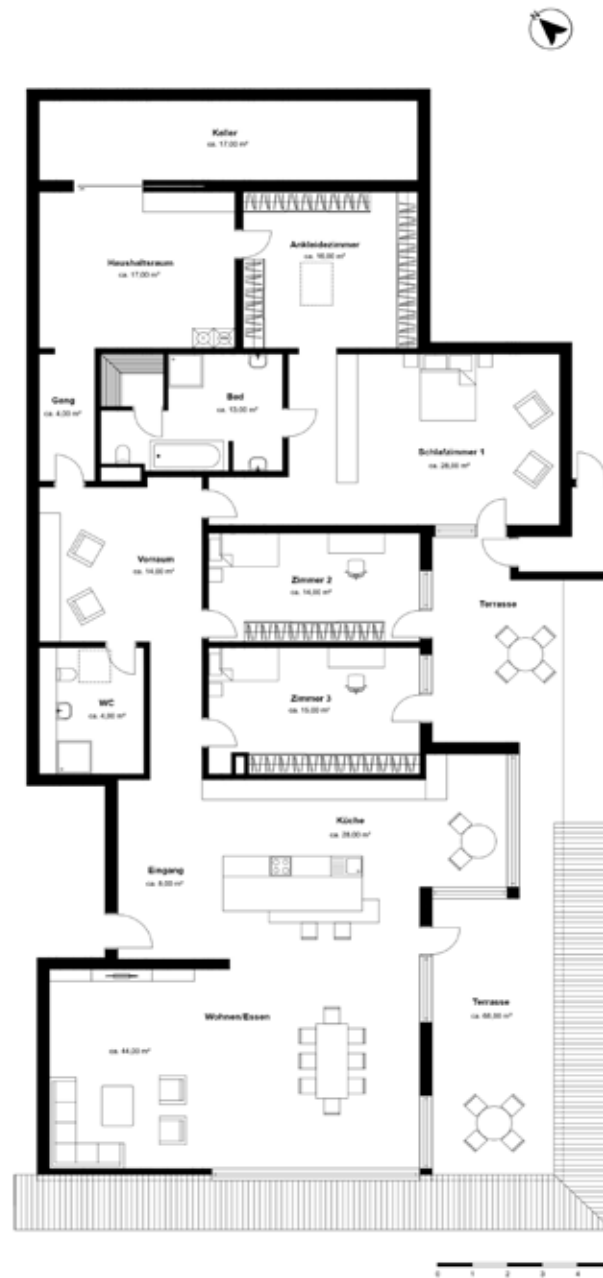 N
Keller
ca. 17,00 m²
Ankleidezimmer
ca. 16,00 m²
Haushaltsraum
ca. 17,00 m²
Bad
ca. 13,00 m²
Gang
ca. 4,00 m²
Schlafzimmer 1
ca. 28,00 m²
Vorraum
ca. 14,00 m²
Zimmer 2
ca. 14,00 m²
Terrasse
Zimmer 3
ca. 15,00 m²
WC
ca. 4,00 m²
Küche
ca. 28,00 m²
Eingang
ca. 8,00 m²
Wohnen/Essen
ca. 44,00 m²
Terrasse
ca. 68,00 m²
0 1 2 3 4